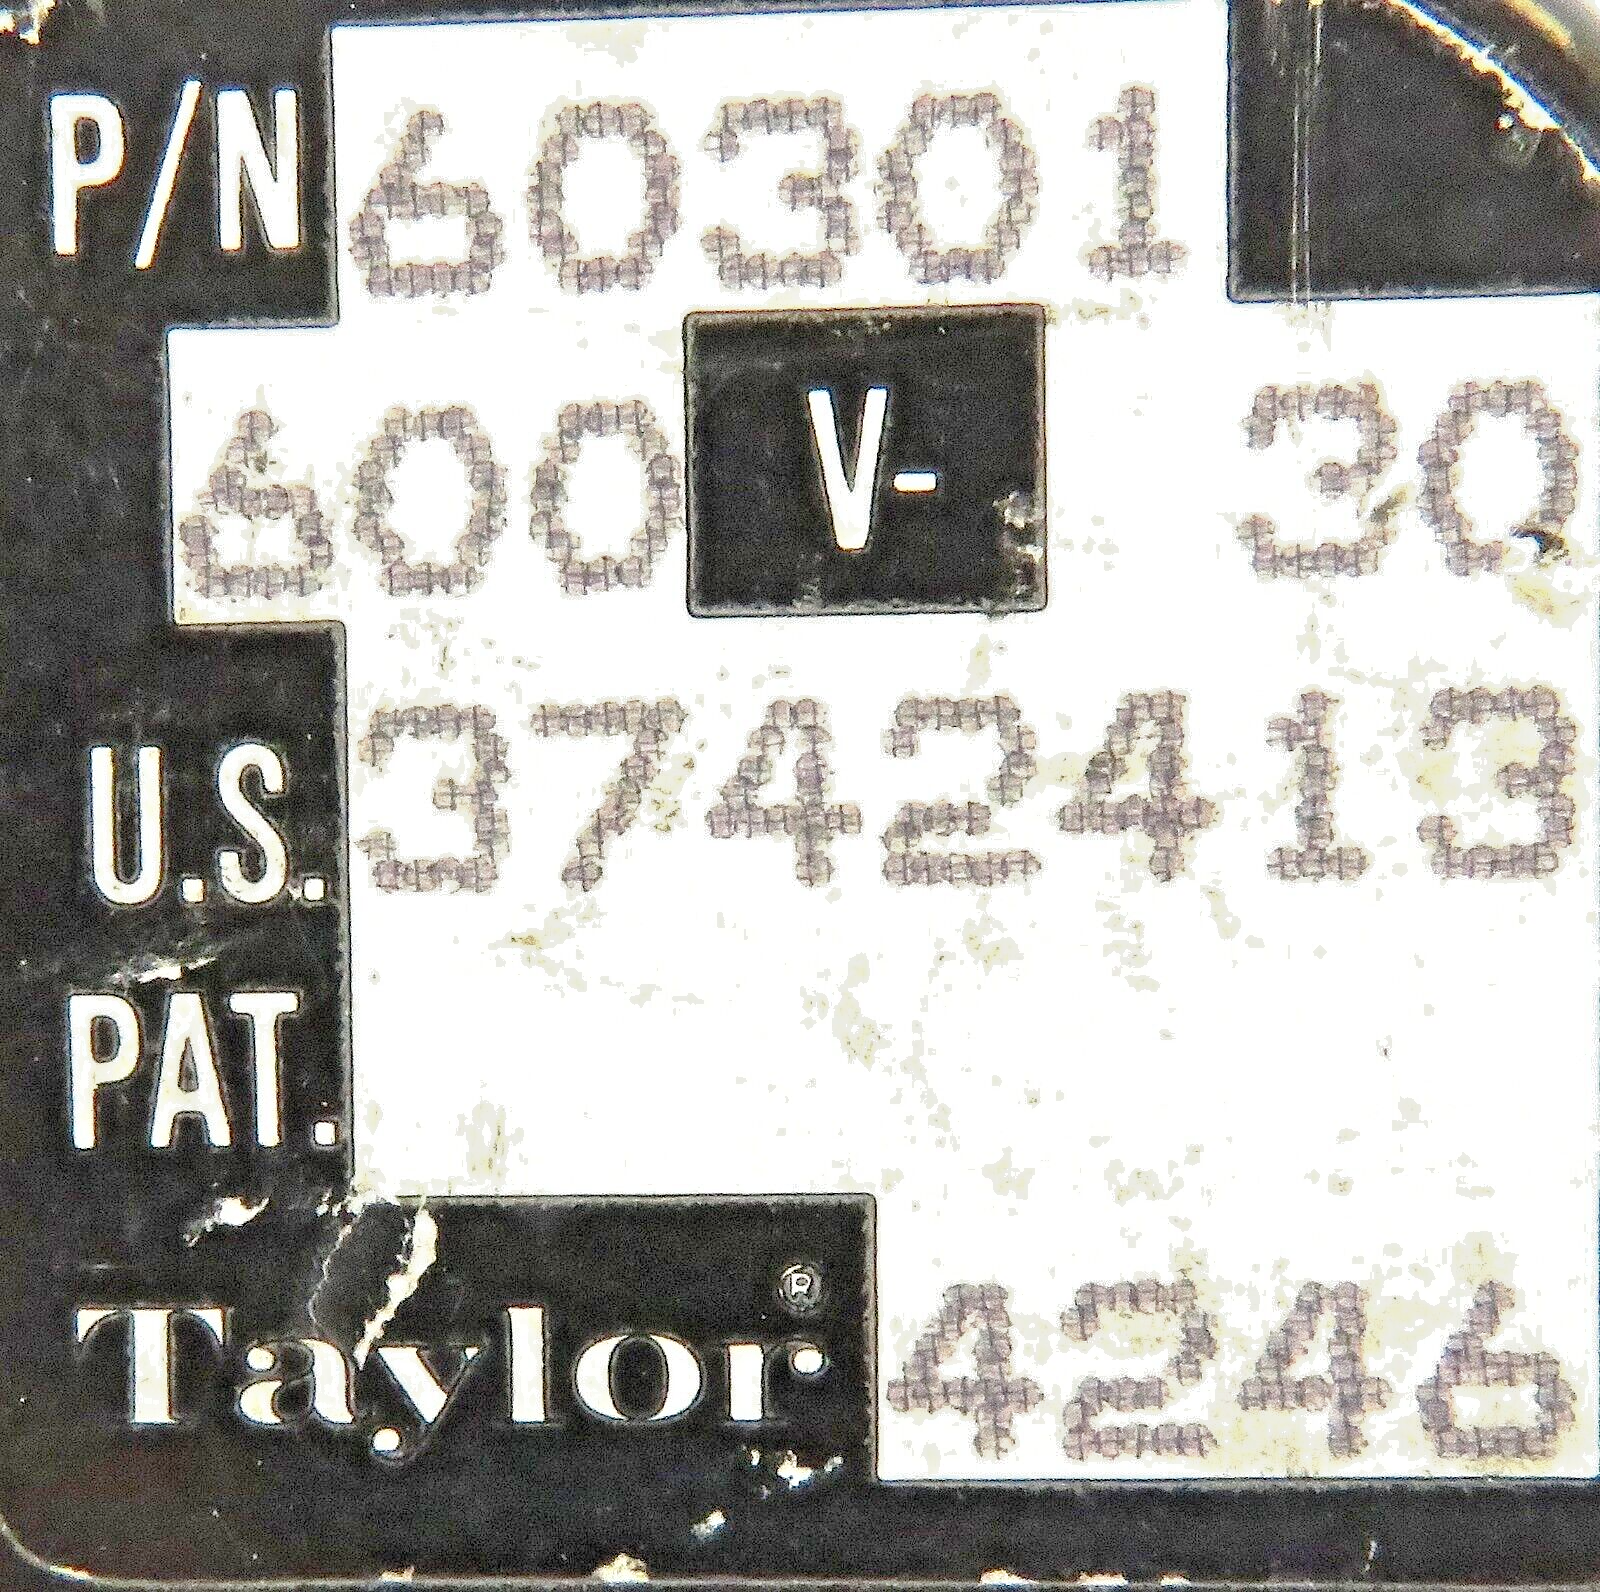 P/N 60301
600 V- 30
U.S. 3742413
PAT.
Taylor® 4246